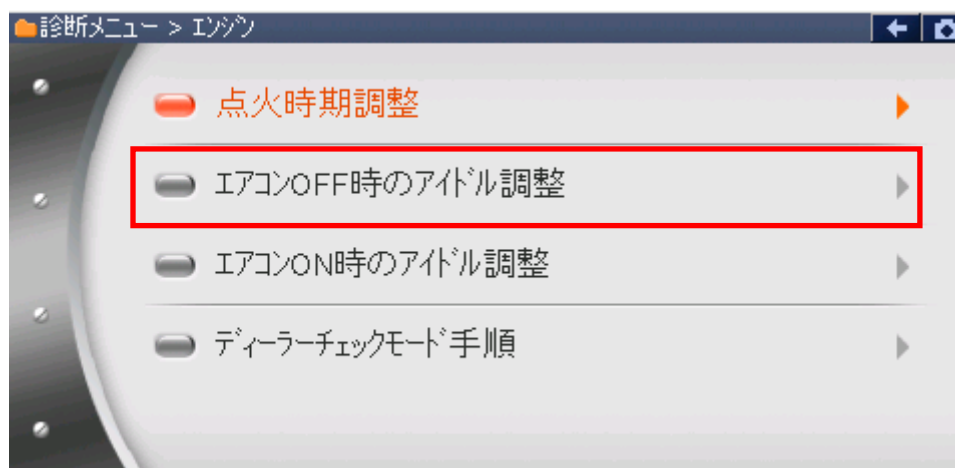 診断メニュー > エンジン
点火時期調整
エアコンOFF時のアイドル調整
エアコンON時のアイドル調整
ディーラーチェックモード手順